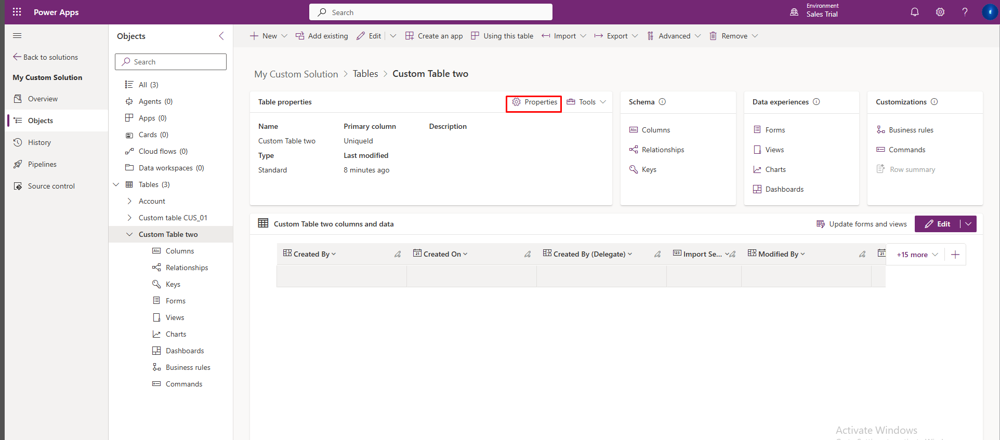 Power Apps
Search
Environment
Sales Trial
Objects
New
Add existing
Edit
Create an app
Using this table
Import
Export
Advanced
Remove
Back to solutions
My Custom Solution
Overview
Objects
History
Pipelines
Source control
Search
All (3)
Agents (0)
Apps (0)
Cards (0)
Cloud flows (0)
Data workspaces (0)
Tables (3)
Account
Custom table CUS_01
Custom Table two
Columns
Relationships
Keys
Forms
Views
Charts
Dashboards
Business rules
Commands
My Custom Solution > Tables > Custom Table two
Table properties
Properties
Tools
Name
Primary column
Description
Custom Table two
UniqueId
Type
Last modified
Standard
8 minutes ago
Schema
Columns
Relationships
Keys
Data experiences
Forms
Views
Charts
Dashboards
Customizations
Business rules
Commands
Row summary
Custom Table two columns and data
Update forms and views
Edit
Created By
Created On
Created By (Delegate)
Import Se...
Modified By
+15 more
Activate Windows